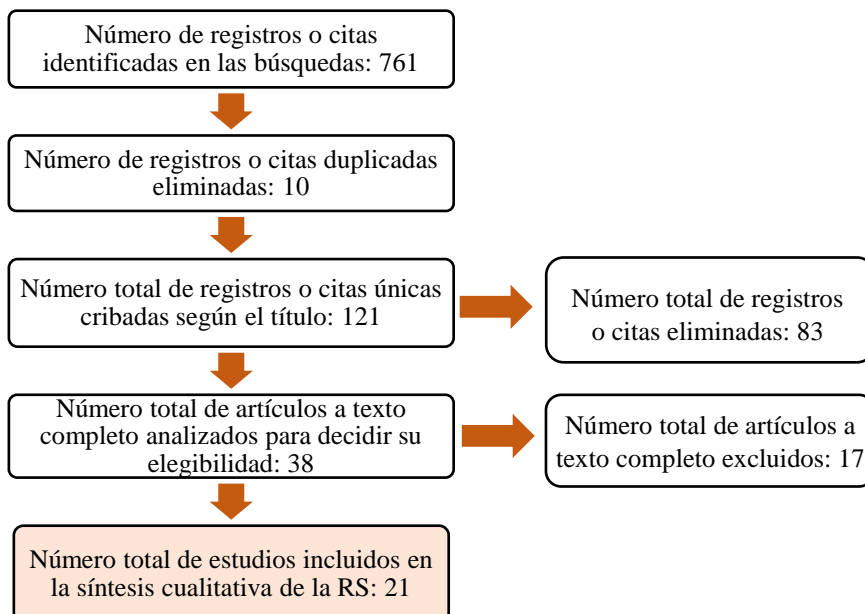 Número de registros o citas
identificadas en las búsquedas: 761
Número de registros o citas duplicadas
eliminadas: 10
Número total de registros o citas únicas
cribadas según el título: 121
Número total de registros
o citas eliminadas: 83
Número total de artículos a texto
completo analizados para decidir su
elegibilidad: 38
Número total de artículos a
texto completo excluidos: 17
Número total de estudios incluidos en
la síntesis cualitativa de la RS: 21